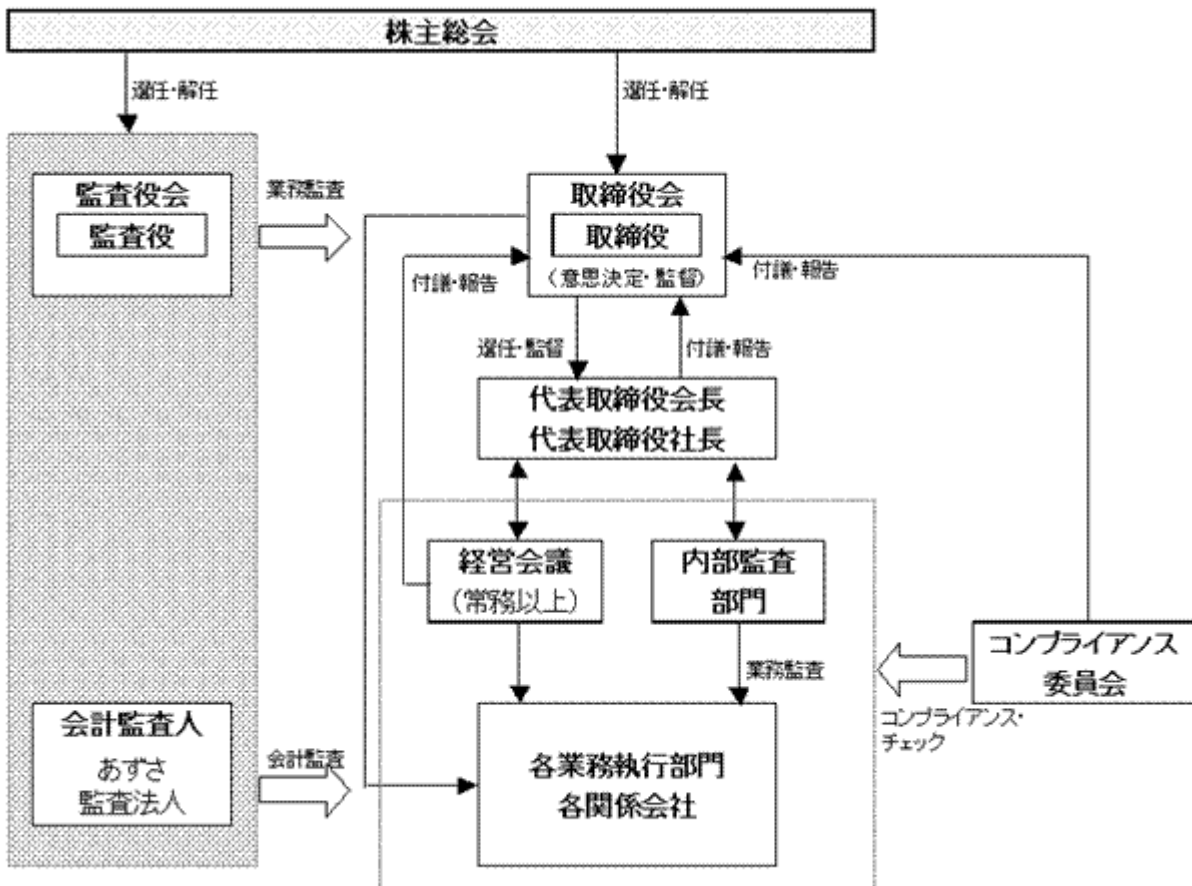 株主総会
選任・解任
選任・解任
監査役会
監査役
業務監査
取締役会
取締役
(意思決定・監督)
付議・報告
付議・報告
選任・監督
付議・報告
代表取締役会長
代表取締役社長
経営会議
(常務以上)
内部監査
部門
業務監査
コンプライアンス
委員会
コンプライアンス・
チェック
会計監査人
あずさ
監査法人
会計監査
各業務執行部門
各関係会社